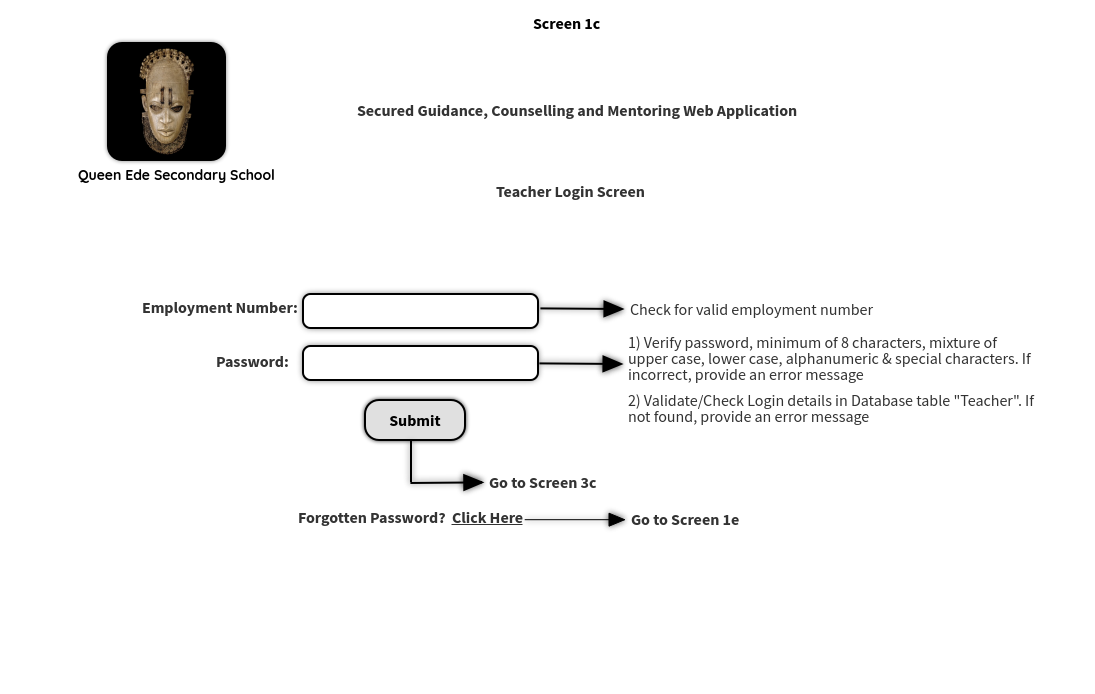 Screen 1c
Secured Guidance, Counselling and Mentoring Web Application
Queen Ede Secondary School
Teacher Login Screen
Employment Number:
Check for valid employment number
Password:
1) Verify password, minimum of 8 characters, mixture of
upper case, lower case, alphanumeric & special characters. If
incorrect, provide an error message
2) Validate/Check Login details in Database table "Teacher". If
not found, provide an error message
Submit
Go to Screen 3c
Forgotten Password? Click Here
Go to Screen 1e